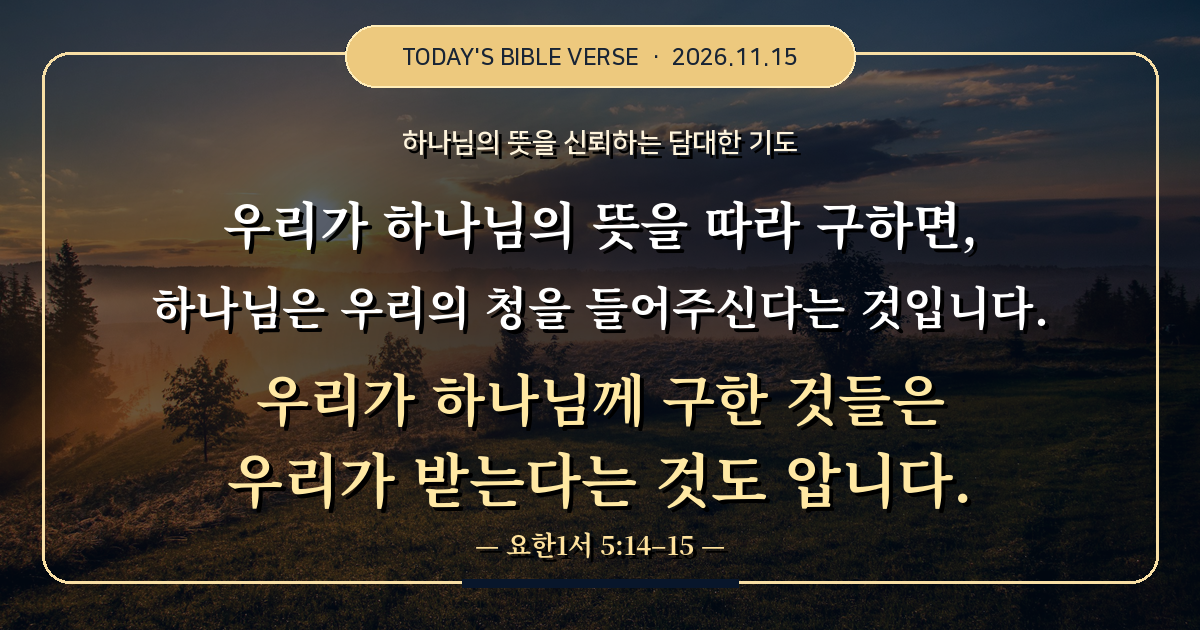 TODAY'S BIBLE VERSE · 2026.11.15
하나님의 뜻을 신뢰하는 담대한 기도
우리가 하나님의 뜻을 따라 구하면,
하나님은 우리의 청을 들어주신다는 것입니다.
우리가 하나님께 구한 것들은
우리가 받는다는 것도 압니다.
— 요한1서 5:14–15 —